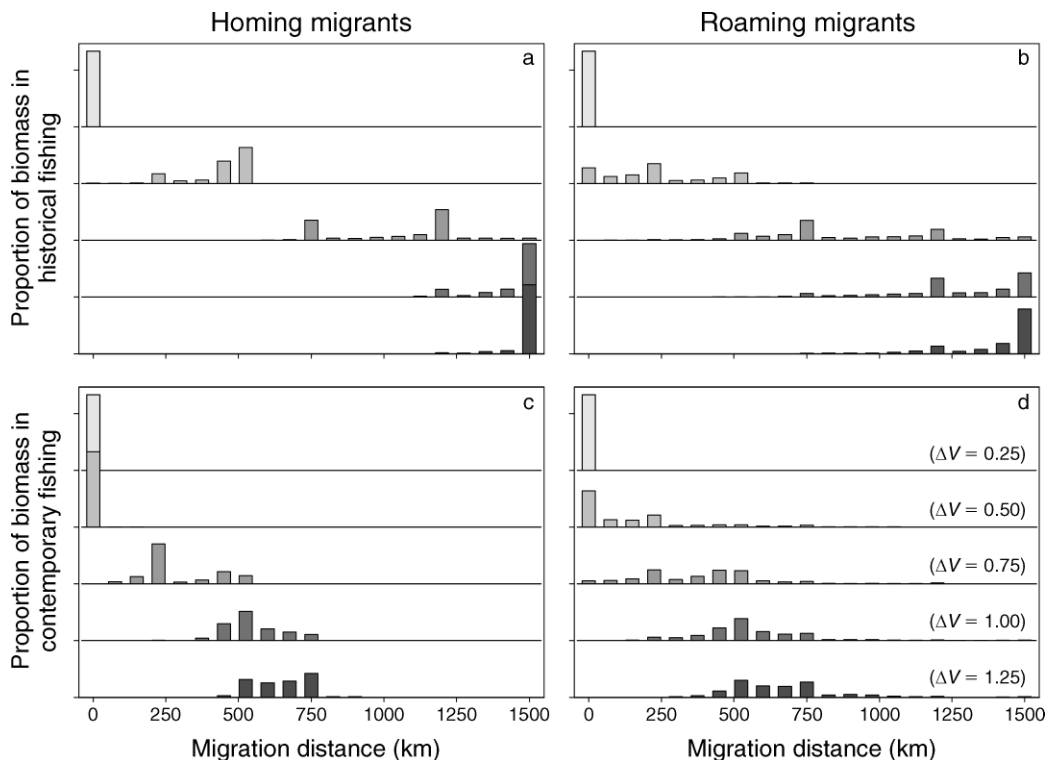 Homing migrants
Roaming migrants
Proportion of biomass in
historical fishing
a
b
Proportion of biomass in
contemporary fishing
c
d
(ΔV = 0.25)
(ΔV = 0.50)
(ΔV = 0.75)
(ΔV = 1.00)
(ΔV = 1.25)
0 250 500 750 1000 1250 1500
0 250 500 750 1000 1250 1500
Migration distance (km)
Migration distance (km)